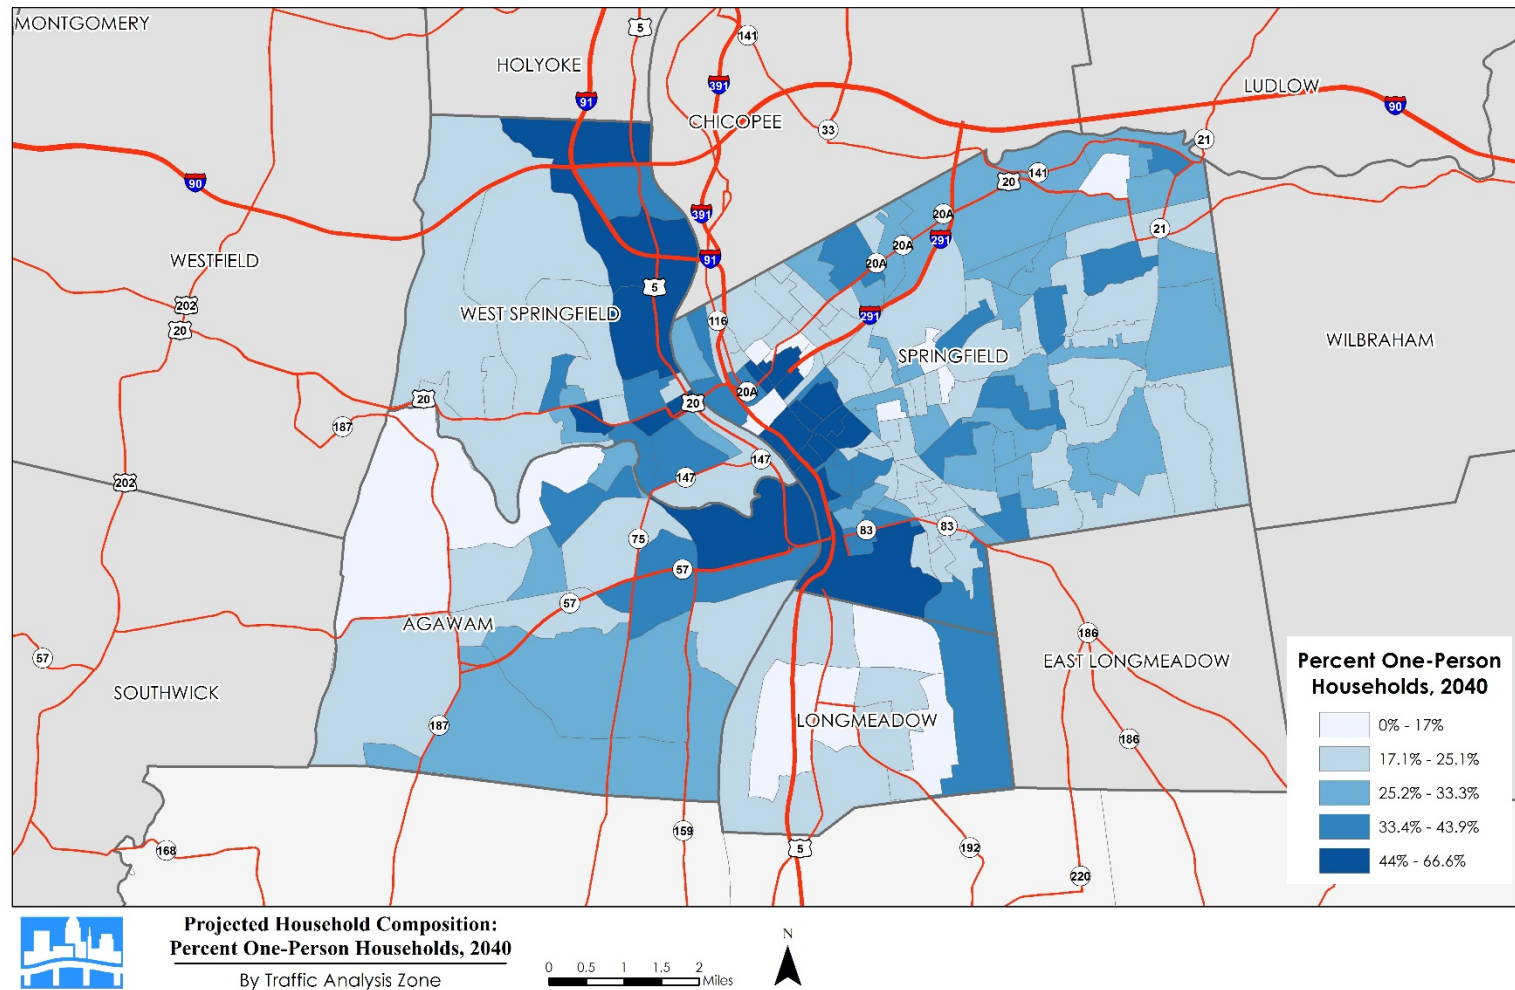 MONTGOMERY
5
141
HOLYOKE
391
91
LUDLOW
90
CHICOPEE
33
21
141
20
90
391
20A
21
20A
291
WESTFIELD
91
20A
5
202
WEST SPRINGFIELD
116
291
20
SPRINGFIELD
WILBRAHAM
20A
20
20
187
147
147
202
83
83
75
57
57
AGAWAM
186
57
EAST LONGMEADOW
SOUTHWICK
187
LONGMEADOW
186
159
5
192
168
220
Percent One-Person
Households, 2040
0% - 17%
17.1% - 25.1%
25.2% - 33.3%
33.4% - 43.9%
44% - 66.6%
Projected Household Composition:
Percent One-Person Households, 2040
By Traffic Analysis Zone
0 0.5 1 1.5 2
Miles
N